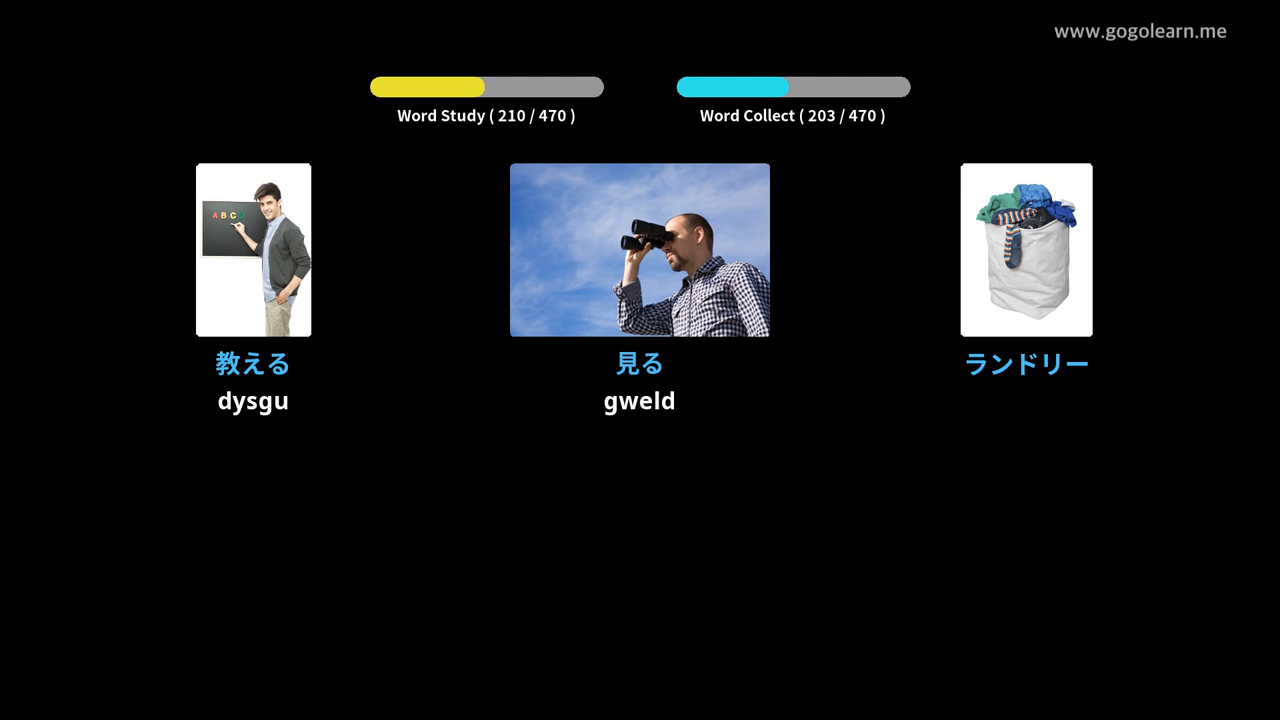 www.gogolearn.me
Word Study ( 210 / 470 )
Word Collect ( 203 / 470 )
A B C D
教える
見る
ランドリー
dysgu
gweld